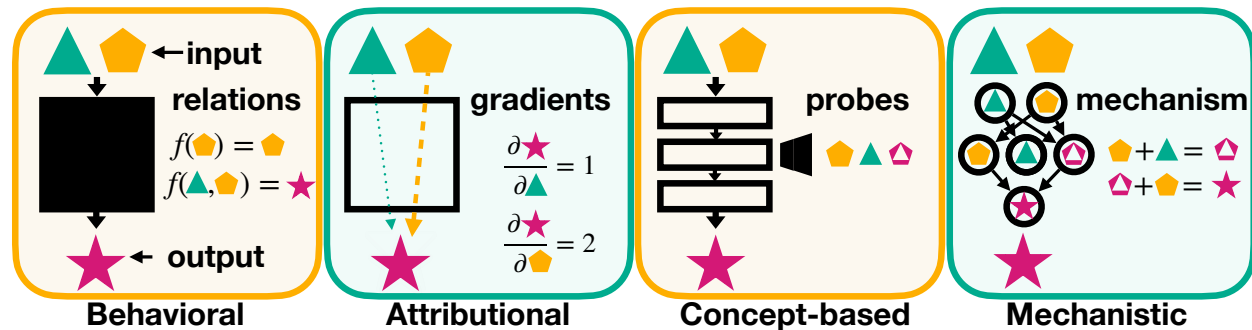 input
relations
f(⬟) = ⬟
f(▲,⬟) = ★
output
Behavioral
gradients
∂★/∂▲ = 1
∂★/∂⬟ = 2
Attributional
probes
Concept-based
mechanism
⬟+▲=⬠
⬠+⬟=★
Mechanistic